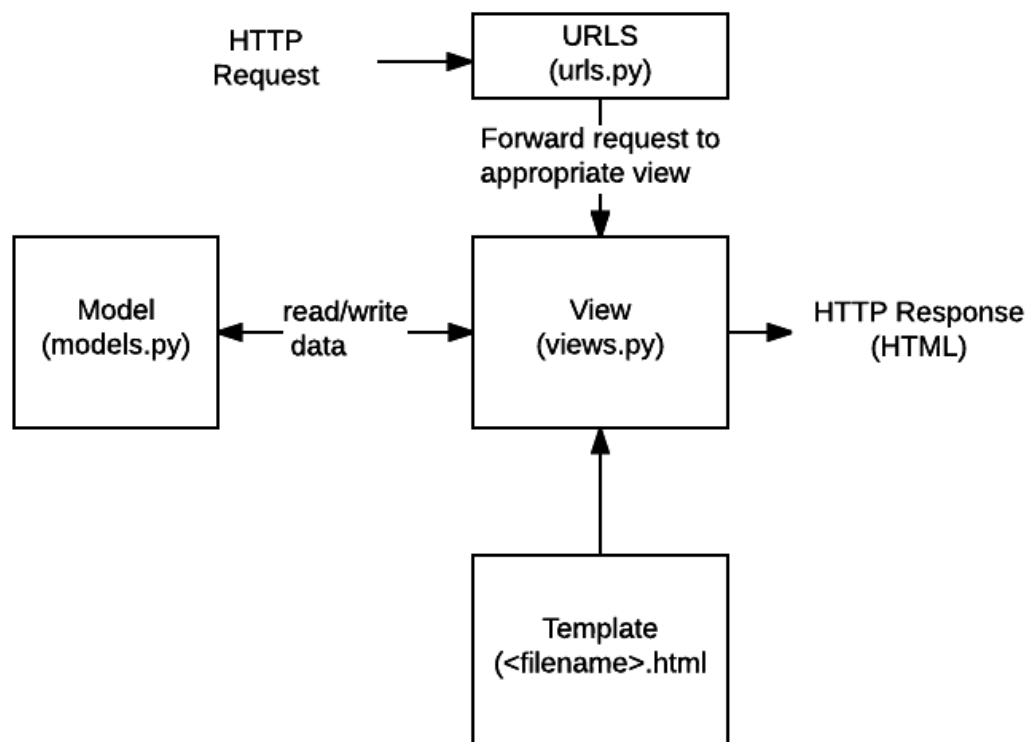 HTTP
Request
URLS
(urls.py)
Forward request to
appropriate view
Model
(models.py)
read/write
data
View
(views.py)
HTTP Response
(HTML)
Template
(<filename>.html